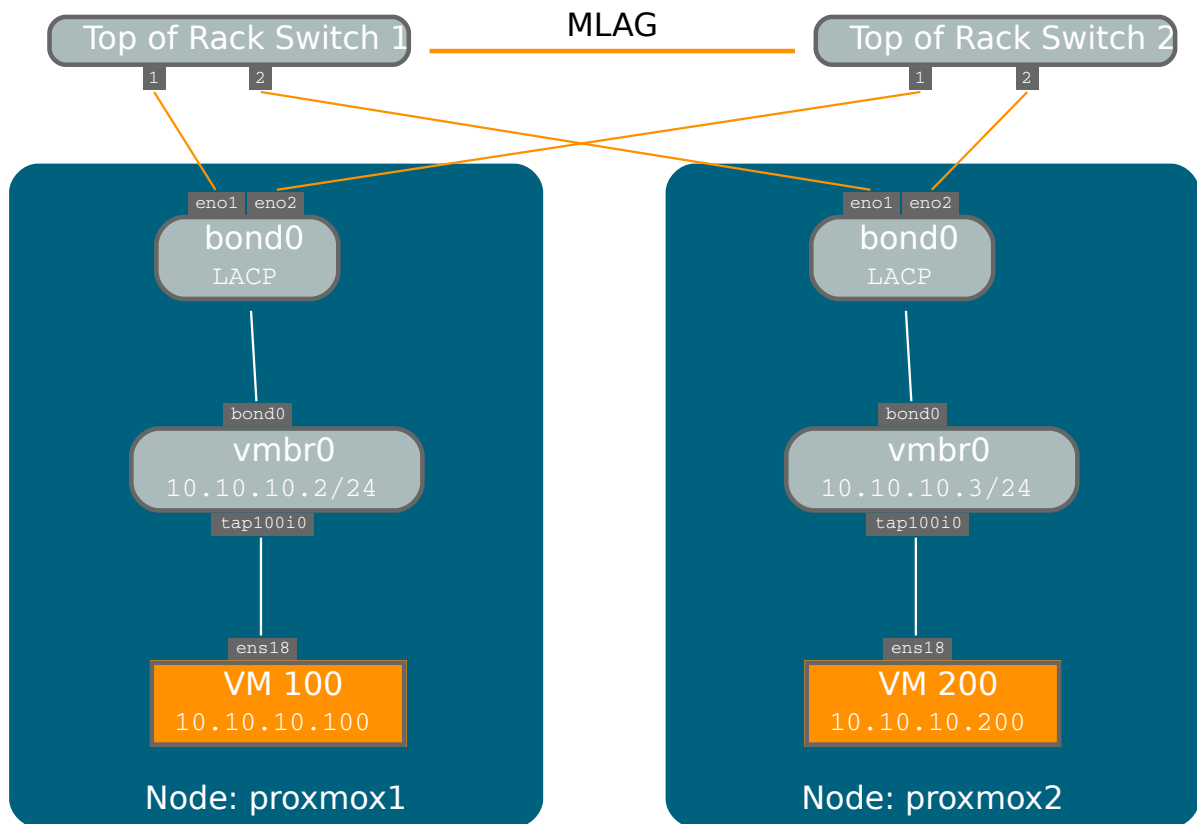 MLAG
Top of Rack Switch 1
Top of Rack Switch 2
1
2
1
2
eno1
eno2
bond0
LACP
bond0
vmbr0
10.10.10.2/24
tap100i0
ens18
VM 100
10.10.10.100
Node: proxmox1
eno1
eno2
bond0
LACP
bond0
vmbr0
10.10.10.3/24
tap100i0
ens18
VM 200
10.10.10.200
Node: proxmox2